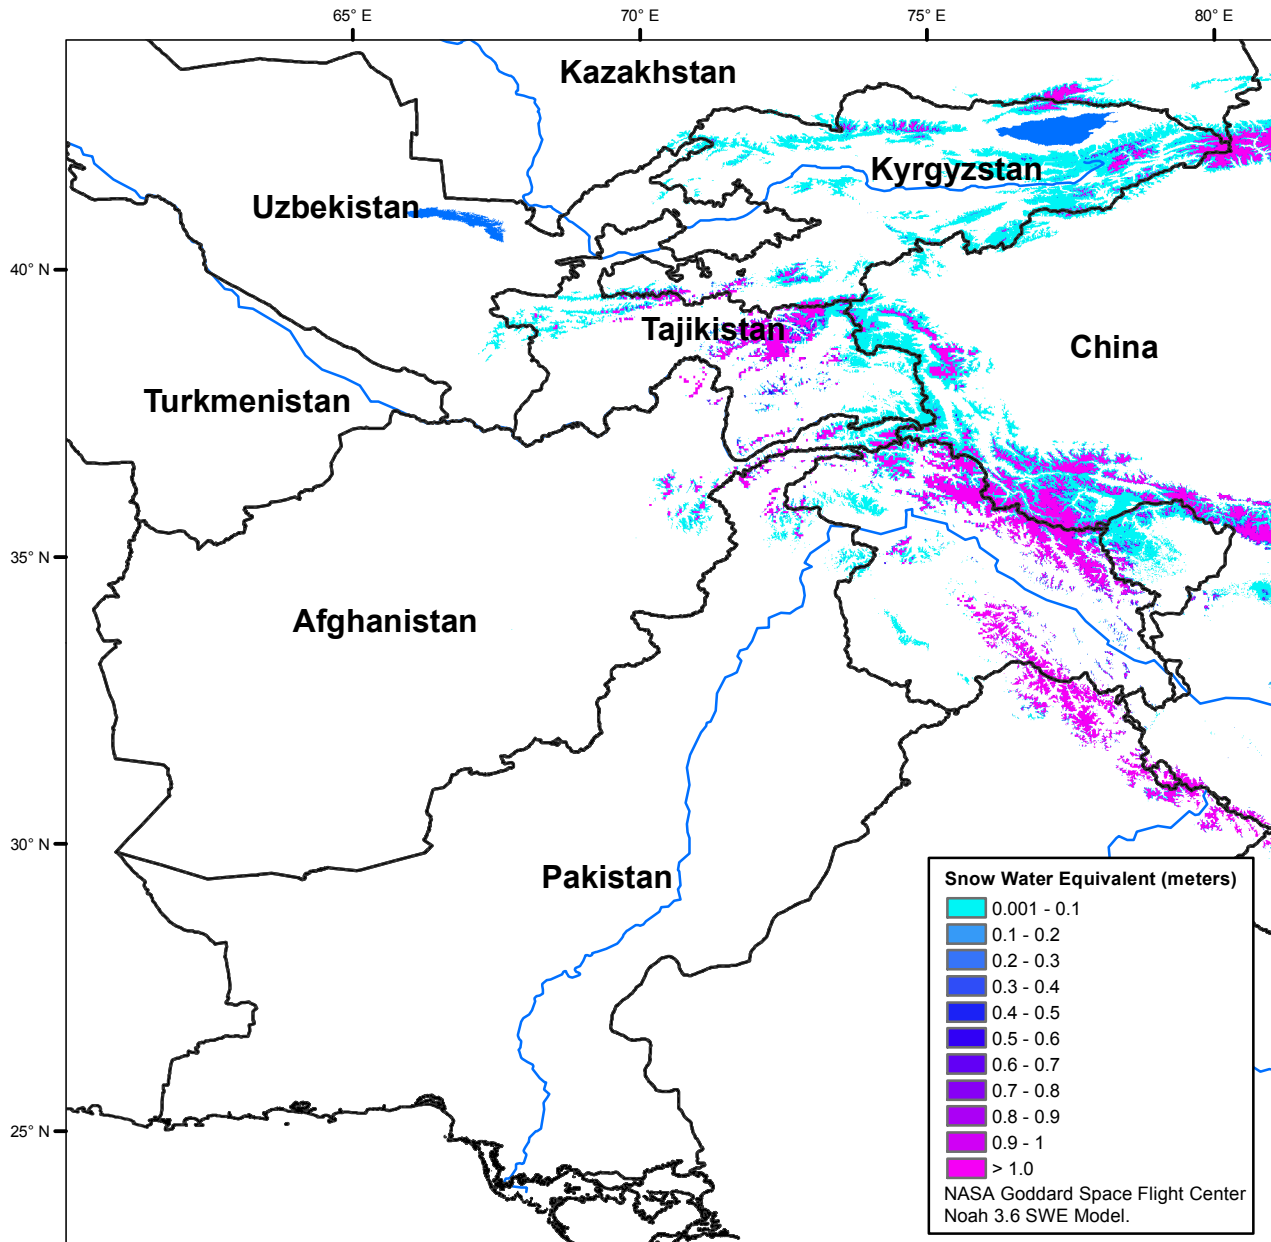 65° E
70° E
75° E
80° E
Kazakhstan
Kyrgyzstan
Uzbekistan
40° N
Tajikistan
China
Turkmenistan
35° N
Afghanistan
30° N
Pakistan
25° N
Snow Water Equivalent (meters)
0.001 - 0.1
0.1 - 0.2
0.2 - 0.3
0.3 - 0.4
0.4 - 0.5
0.5 - 0.6
0.6 - 0.7
0.7 - 0.8
0.8 - 0.9
0.9 - 1
> 1.0
NASA Goddard Space Flight Center
Noah 3.6 SWE Model.